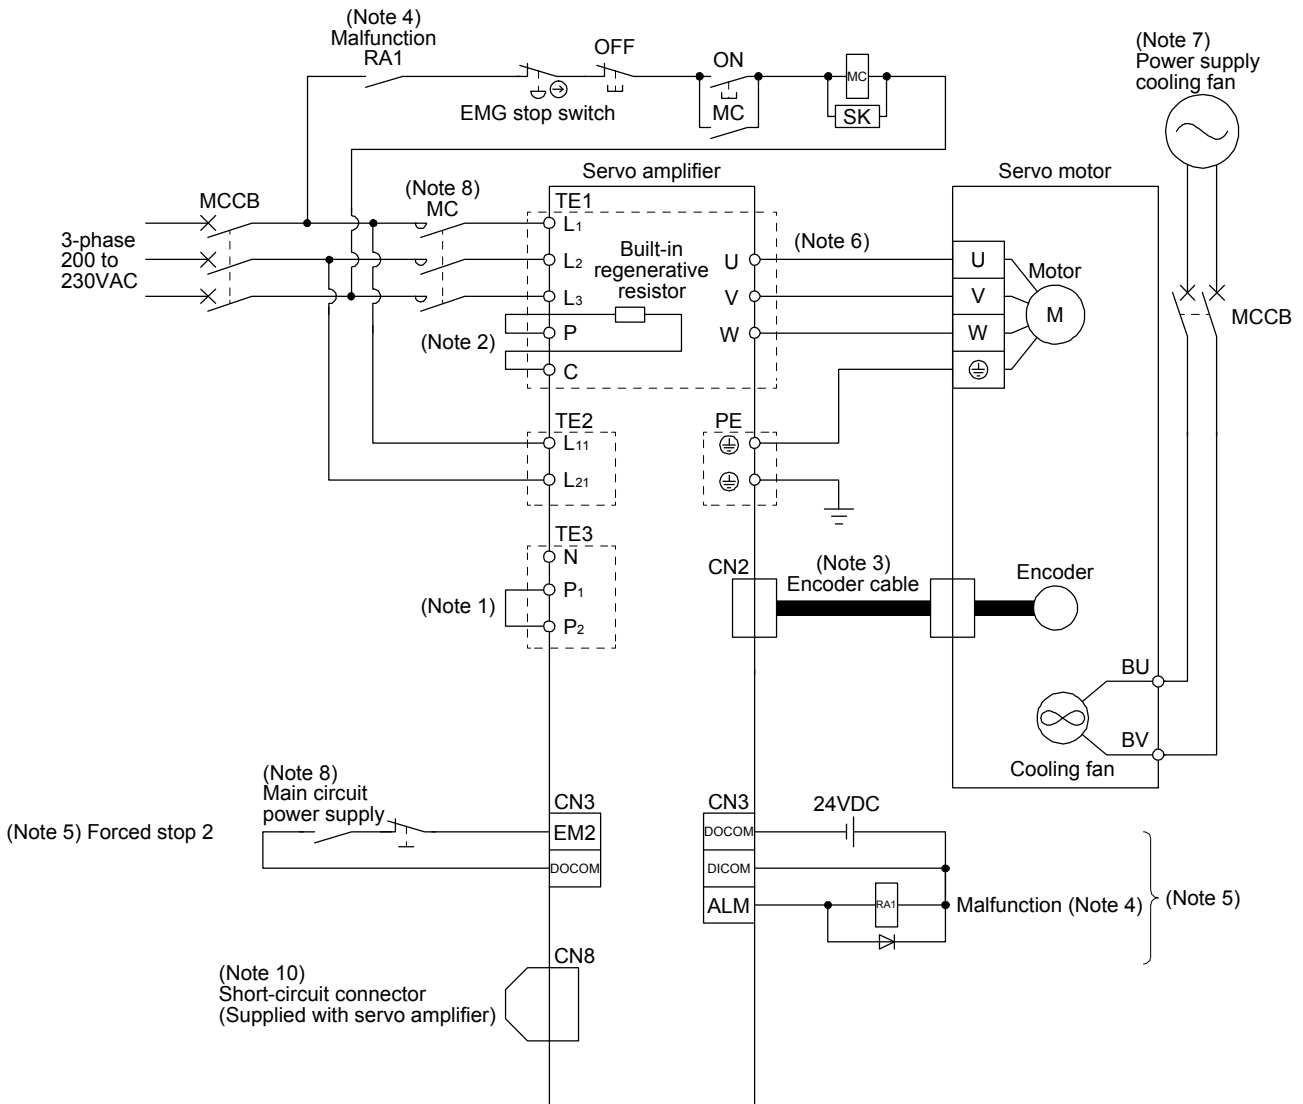 (Note 4)
Malfunction
RA1
OFF
ON
MC
EMG stop switch
MC
SK
(Note 7)
Power supply
cooling fan
Servo amplifier
Servo motor
MCCB
(Note 8)
MC
TE1
3-phase
200 to
230VAC
L1
L2
L3
P
C
Built-in
regenerative
resistor
U
V
W
(Note 6)
U
V
W
Motor
M
MCCB
(Note 2)
TE2
L11
L21
PE
TE3
N
P1
P2
(Note 1)
CN2
(Note 3)
Encoder cable
Encoder
BU
BV
Cooling fan
(Note 8)
Main circuit
power supply
(Note 5) Forced stop 2
CN3
EM2
DOCOM
CN3
DOCOM
DICOM
ALM
24VDC
RA1
Malfunction (Note 4)
(Note 5)
CN8
(Note 10)
Short-circuit connector
(Supplied with servo amplifier)